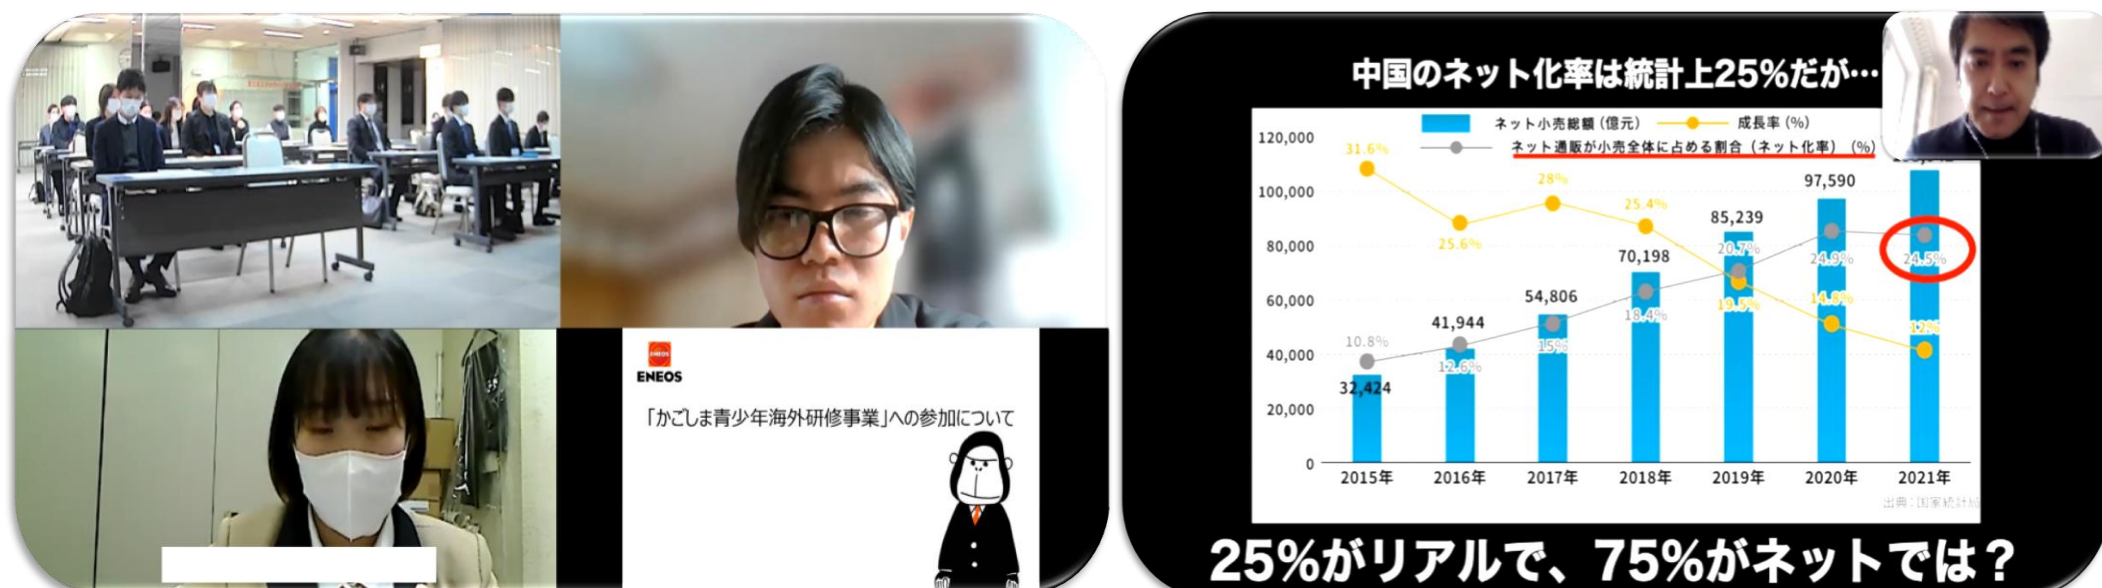 ENEOS
ENEOS
「かごしま青少年海外研修事業」への参加について
中国のネット化率は統計上25%だが…
ネット小売総額(億元)
成長率(%)
ネット通販が小売全体に占める割合(ネット化率) (%)
120,000
100,000
80,000
60,000
40,000
20,000
0
31.6%
25.6%
28%
25.4%
19.5%
14.8%
12%
10.8%
12.6%
15%
18.4%
20.7%
24.9%
24.5%
32,424
41,944
54,806
70,198
85,239
97,590
2015年 2016年 2017年 2018年 2019年 2020年 2021年
出典:国家統計局
25%がリアルで、75%がネットでは?